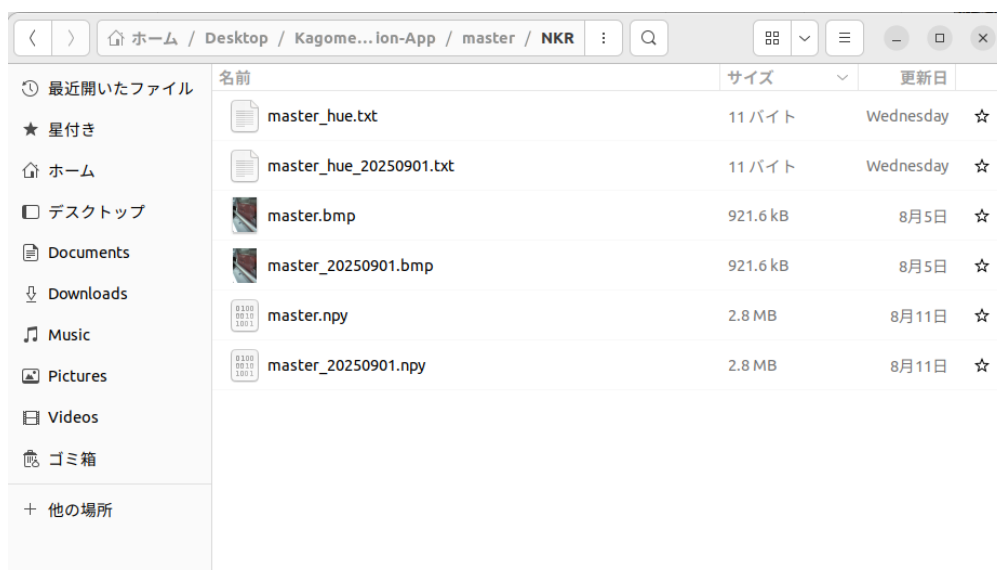 ホーム / Desktop / Kagome...ion-App / master / NKR
最近開いたファイル
星付き
ホーム
デスクトップ
Documents
Downloads
Music
Pictures
Videos
ゴミ箱
他の場所
名前 サイズ 更新日
master_hue.txt 11 バイト Wednesday
master_hue_20250901.txt 11 バイト Wednesday
master.bmp 921.6 kB 8月5日
master_20250901.bmp 921.6 kB 8月5日
master.npy 2.8 MB 8月11日
master_20250901.npy 2.8 MB 8月11日